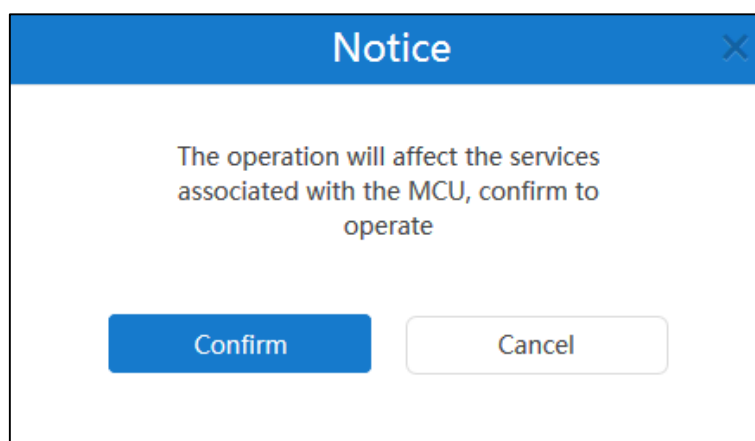 Notice
The operation will affect the services
associated with the MCU, confirm to
operate
Confirm
Cancel